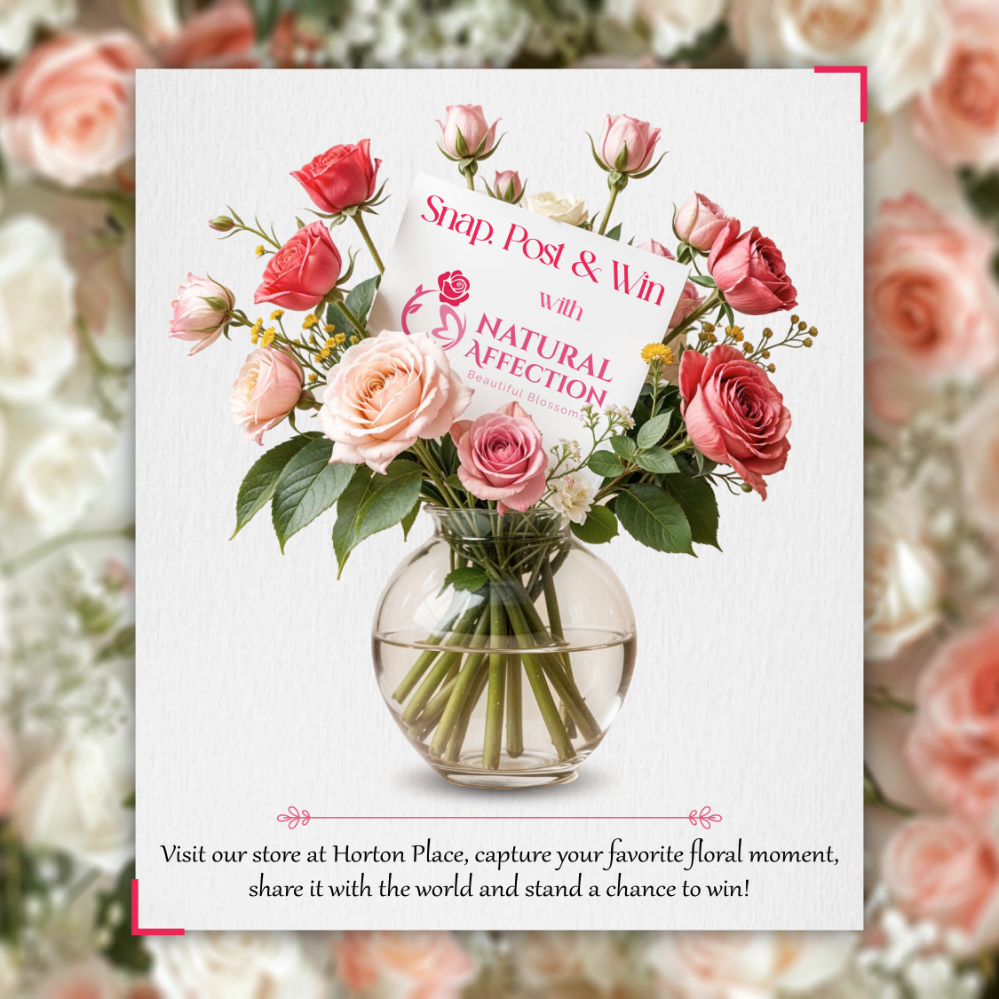 Snap, Post & Win
with
NATURAL
AFFECTION
Beautiful Blossoms
Visit our store at Horton Place, capture your favorite floral moment,
share it with the world and stand a chance to win!